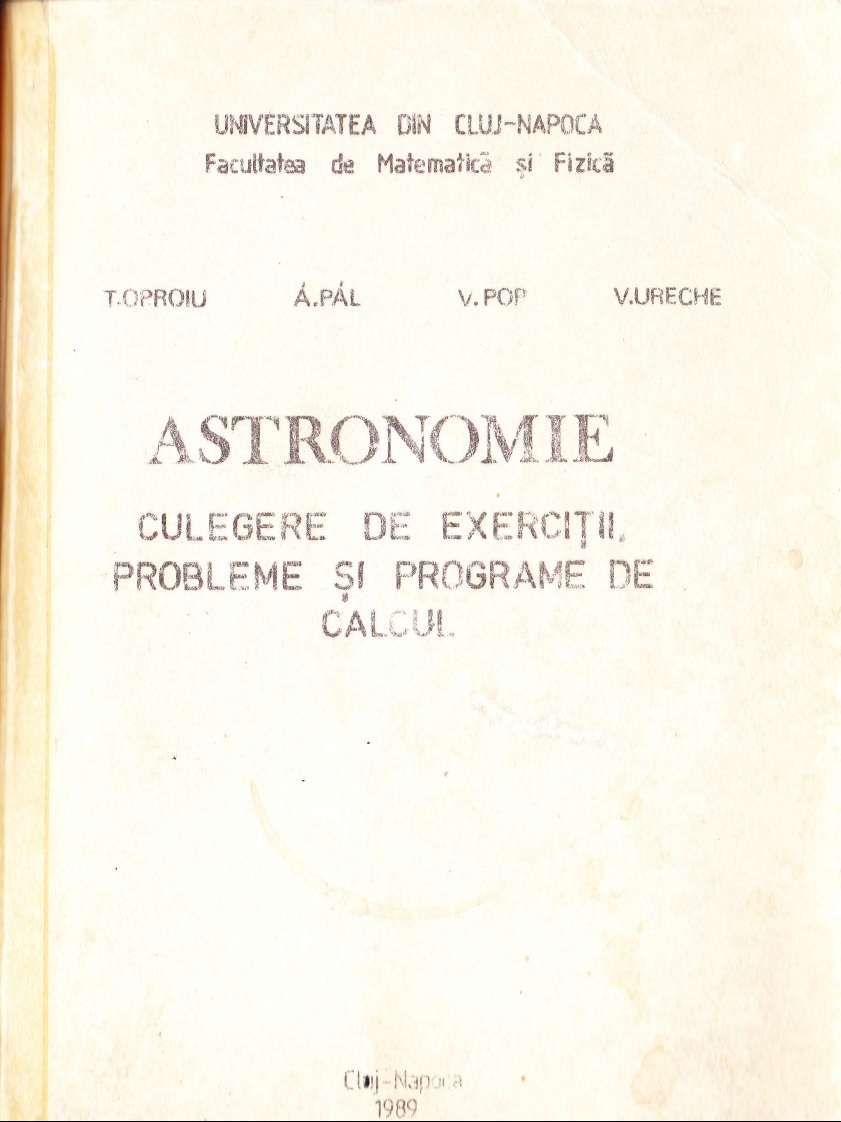 UNIVERSITATEA DIN CLUJ-NAPOCA
Facultatea de Matematică și Fizică
T.OPROIU Á.PÁL V.POP V.URECHE
ASTRONOMIE
CULEGERE DE EXERCIȚII,
PROBLEME ȘI PROGRAME DE
CALCUL
Cluj-Napoca
1989